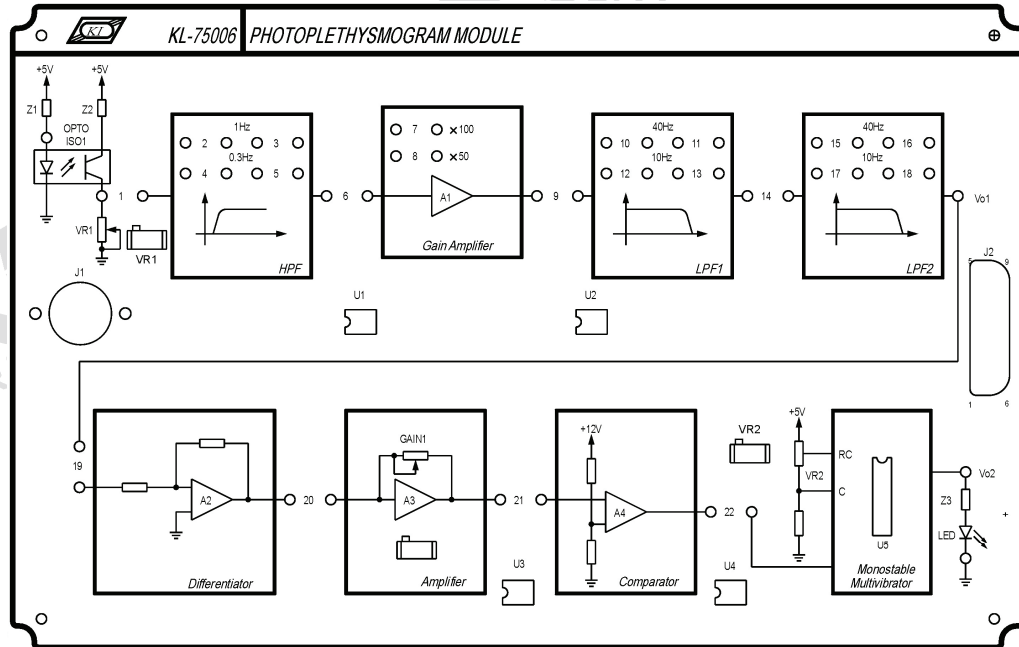 KL KL-75006 PHOTOPLETHYSMOGRAM MODULE
+5V +5V
Z1 Z2
OPTO
ISO1
1
VR1
VR1
1Hz
2 3
0.3Hz
4 5
HPF
6
7 ×100
8 ×50
A1
Gain Amplifier
9
40Hz
10 11
10Hz
12 13
LPF1
14
40Hz
15 16
10Hz
17 18
LPF2
Vo1
J1
U1
U2
J2
5 9
1 6
19
A2
Differentiator
20
GAIN1
A3
Amplifier
21
U3
+12V
A4
Comparator
22
U4
VR2
+5V
VR2
RC
C
U5
Monostable
Multivibrator
Vo2
Z3
LED
+